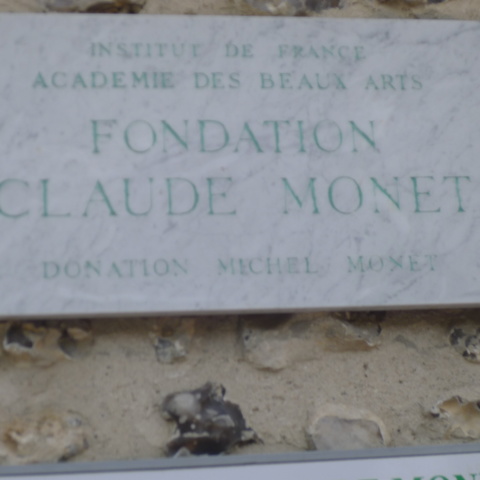 INSTITUT DE FRANCE
ACADEMIE DES BEAUX ARTS
FONDATION
CLAUDE MONET
DONATION MICHEL MONET